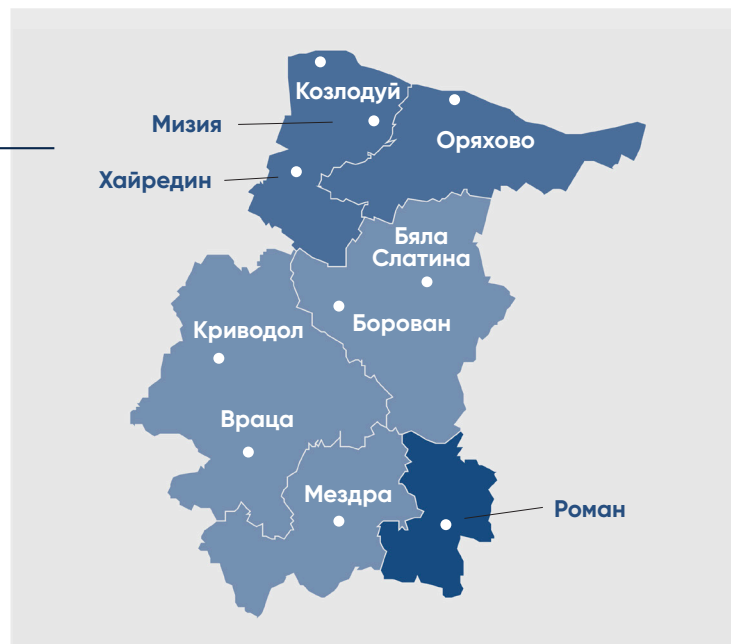 Козлодуй
Мизия
Оряхово
Хайредин
Бяла
Слатина
Борован
Криводол
Враца
Мездра
Роман